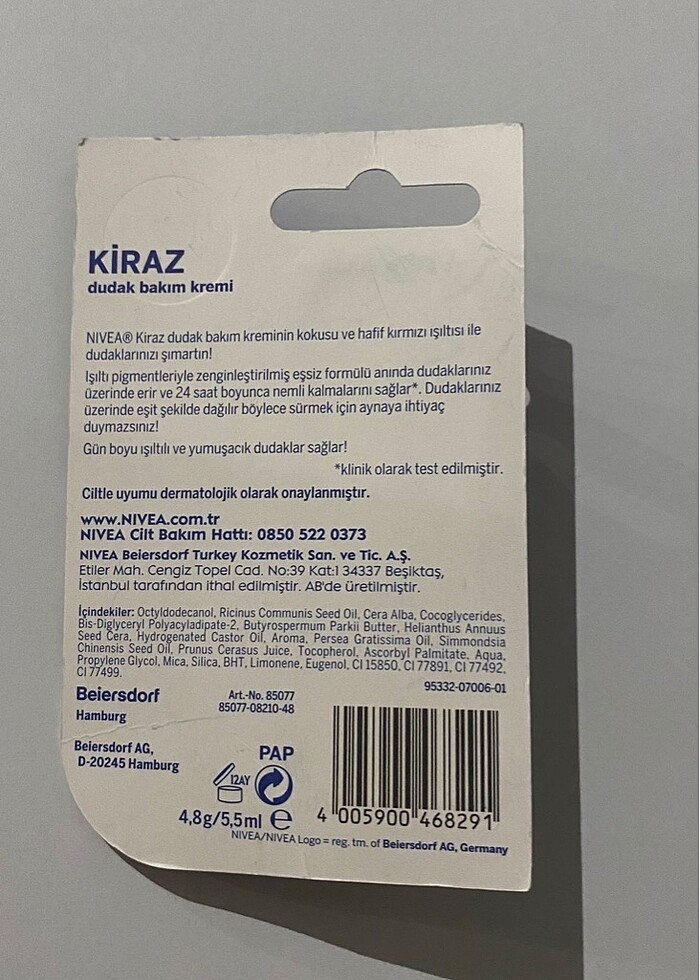 KİRAZ
dudak bakım kremi
NIVEA® Kiraz dudak bakım kreminin kokusu ve hafif kırmızı ışıltısı ile
dudaklarınızı şımartın!
Işıltı pigmentleriyle zenginleştirilmiş eşsiz formülü anında dudaklarınız
üzerinde erir ve 24 saat boyunca nemli kalmalarını sağlar*. Dudaklarınız
üzerinde eşit şekilde dağılır böylece sürmek için aynaya ihtiyaç
duymazsınız!
Gün boyu ışıltılı ve yumuşacık dudaklar sağlar!
*klinik olarak test edilmiştir.
Ciltle uyumu dermatolojik olarak onaylanmıştır.
www.NIVEA.com.tr
NIVEA Cilt Bakım Hattı: 0850 522 0373
NIVEA Beiersdorf Turkey Kozmetik San. ve Tic. A.Ş.
Etiler Mah. Cengiz Topel Cad. No:39 Kat:1 34337 Beşiktaş,
İstanbul tarafından ithal edilmiştir. AB'de üretilmiştir.
İçindekiler: Octyldodecanol, Ricinus Communis Seed Oil, Cera Alba, Cocoglycerides,
Bis-Diglyceryl Polyacyladipate-2, Butyrospermum Parkii Butter, Helianthus Annuus
Seed Cera, Hydrogenated Castor Oil, Aroma, Persea Gratissima Oil, Simmondsia
Chinensis Seed Oil, Prunus Cerasus Juice, Tocopherol, Ascorbyl Palmitate, Aqua,
Propylene Glycol, Mica, Silica, BHT, Limonene, Eugenol, CI 15850, CI 77891, CI 77492,
CI 77499.
95332-07006-01
Beiersdorf
Hamburg
Art.-No. 85077
85077-08210-48
Beiersdorf AG,
D-20245 Hamburg
PAP
12AY
4,8g/5,5ml e
4 005900 468291
NIVEA/NIVEA Logo = reg. tm. of Beiersdorf AG, Germany